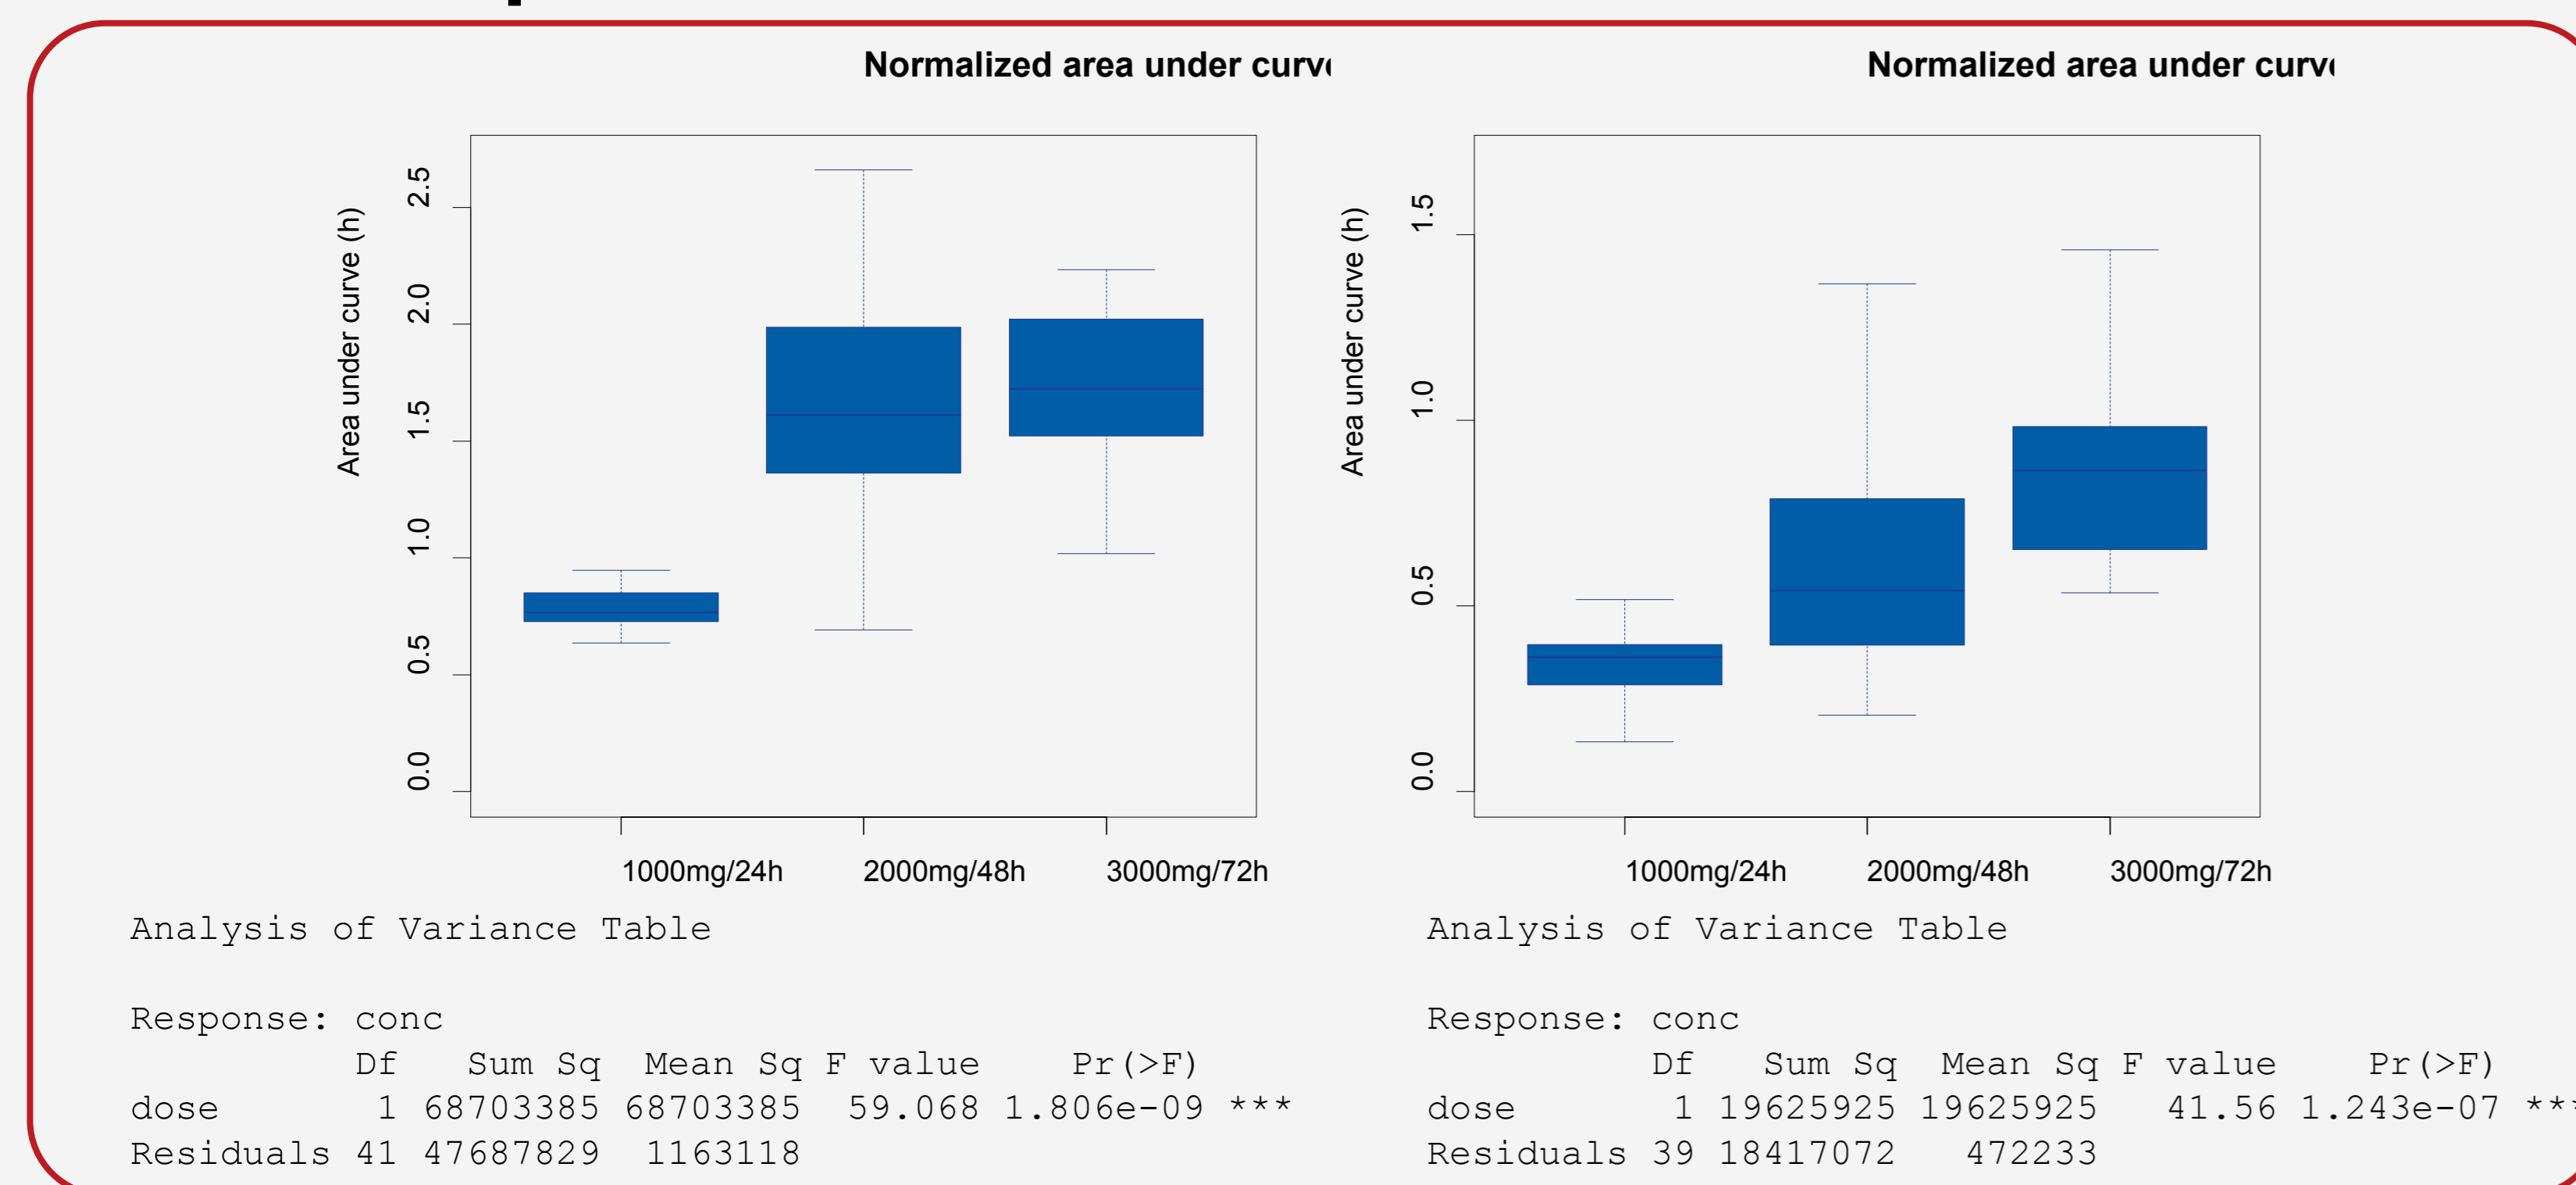 Normalized area under curve
Area under curve (h)
2.5
2.0
1.5
1.0
0.5
0.0
1000mg/24h 2000mg/48h 3000mg/72h
Analysis of Variance Table
Response: conc
Df Sum Sq Mean Sq F value Pr(>F)
dose 1 68703385 68703385 59.068 1.806e-09 ***
Residuals 41 47687829 1163118
Normalized area under curve
Area under curve (h)
1.5
1.0
0.5
0.0
1000mg/24h 2000mg/48h 3000mg/72h
Analysis of Variance Table
Response: conc
Df Sum Sq Mean Sq F value Pr(>F)
dose 1 19625925 19625925 41.56 1.243e-07 ***
Residuals 39 18417072 472233